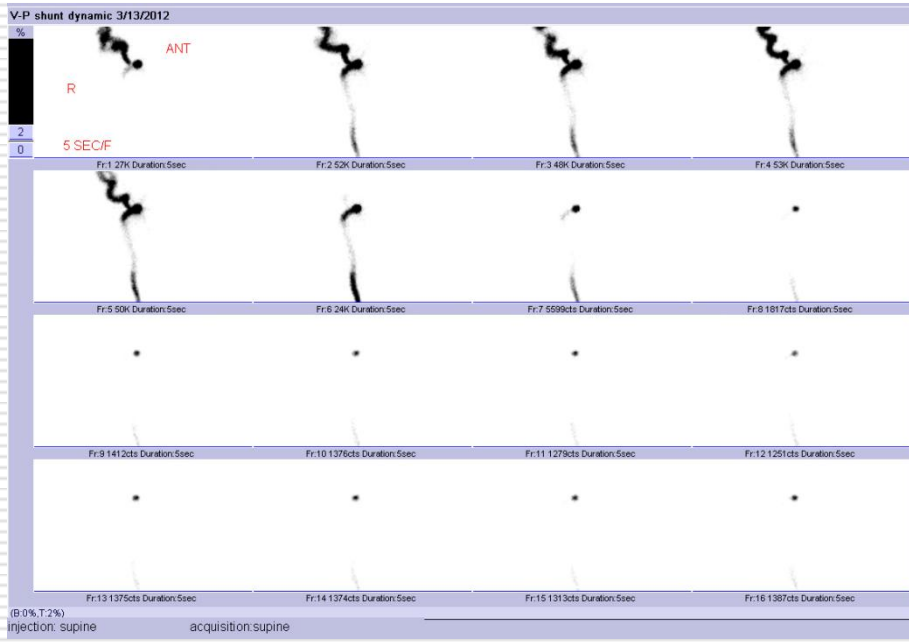 V-P shunt dynamic 3/13/2012
%
ANT
R
2
0
5 SEC/F
Fr:1 27K Duration:5sec
Fr:2 52K Duration:5sec
Fr:3 48K Duration:5sec
Fr:4 53K Duration:5sec
Fr:5 50K Duration:5sec
Fr:6 24K Duration:5sec
Fr:7 5599cts Duration:5sec
Fr:8 1817cts Duration:5sec
Fr:9 1412cts Duration:5sec
Fr:10 1376cts Duration:5sec
Fr:11 1279cts Duration:5sec
Fr:12 1251cts Duration:5sec
Fr:13 1375cts Duration:5sec
Fr:14 1374cts Duration:5sec
Fr:15 1313cts Duration:5sec
Fr:16 1387cts Duration:5sec
(B:0%,T:2%)
injection: supine acquisition:supine